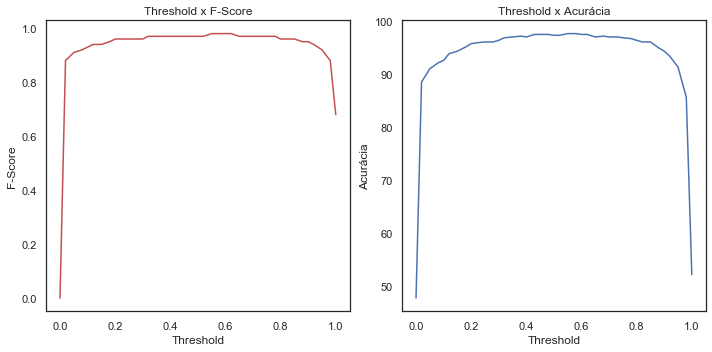 Threshold x F-Score
1.0
0.8
0.6
0.4
0.2
0.0
F-Score
0.0 0.2 0.4 0.6 0.8 1.0
Threshold
Threshold x Acurácia
100
90
80
70
60
50
Acurácia
0.0 0.2 0.4 0.6 0.8 1.0
Threshold